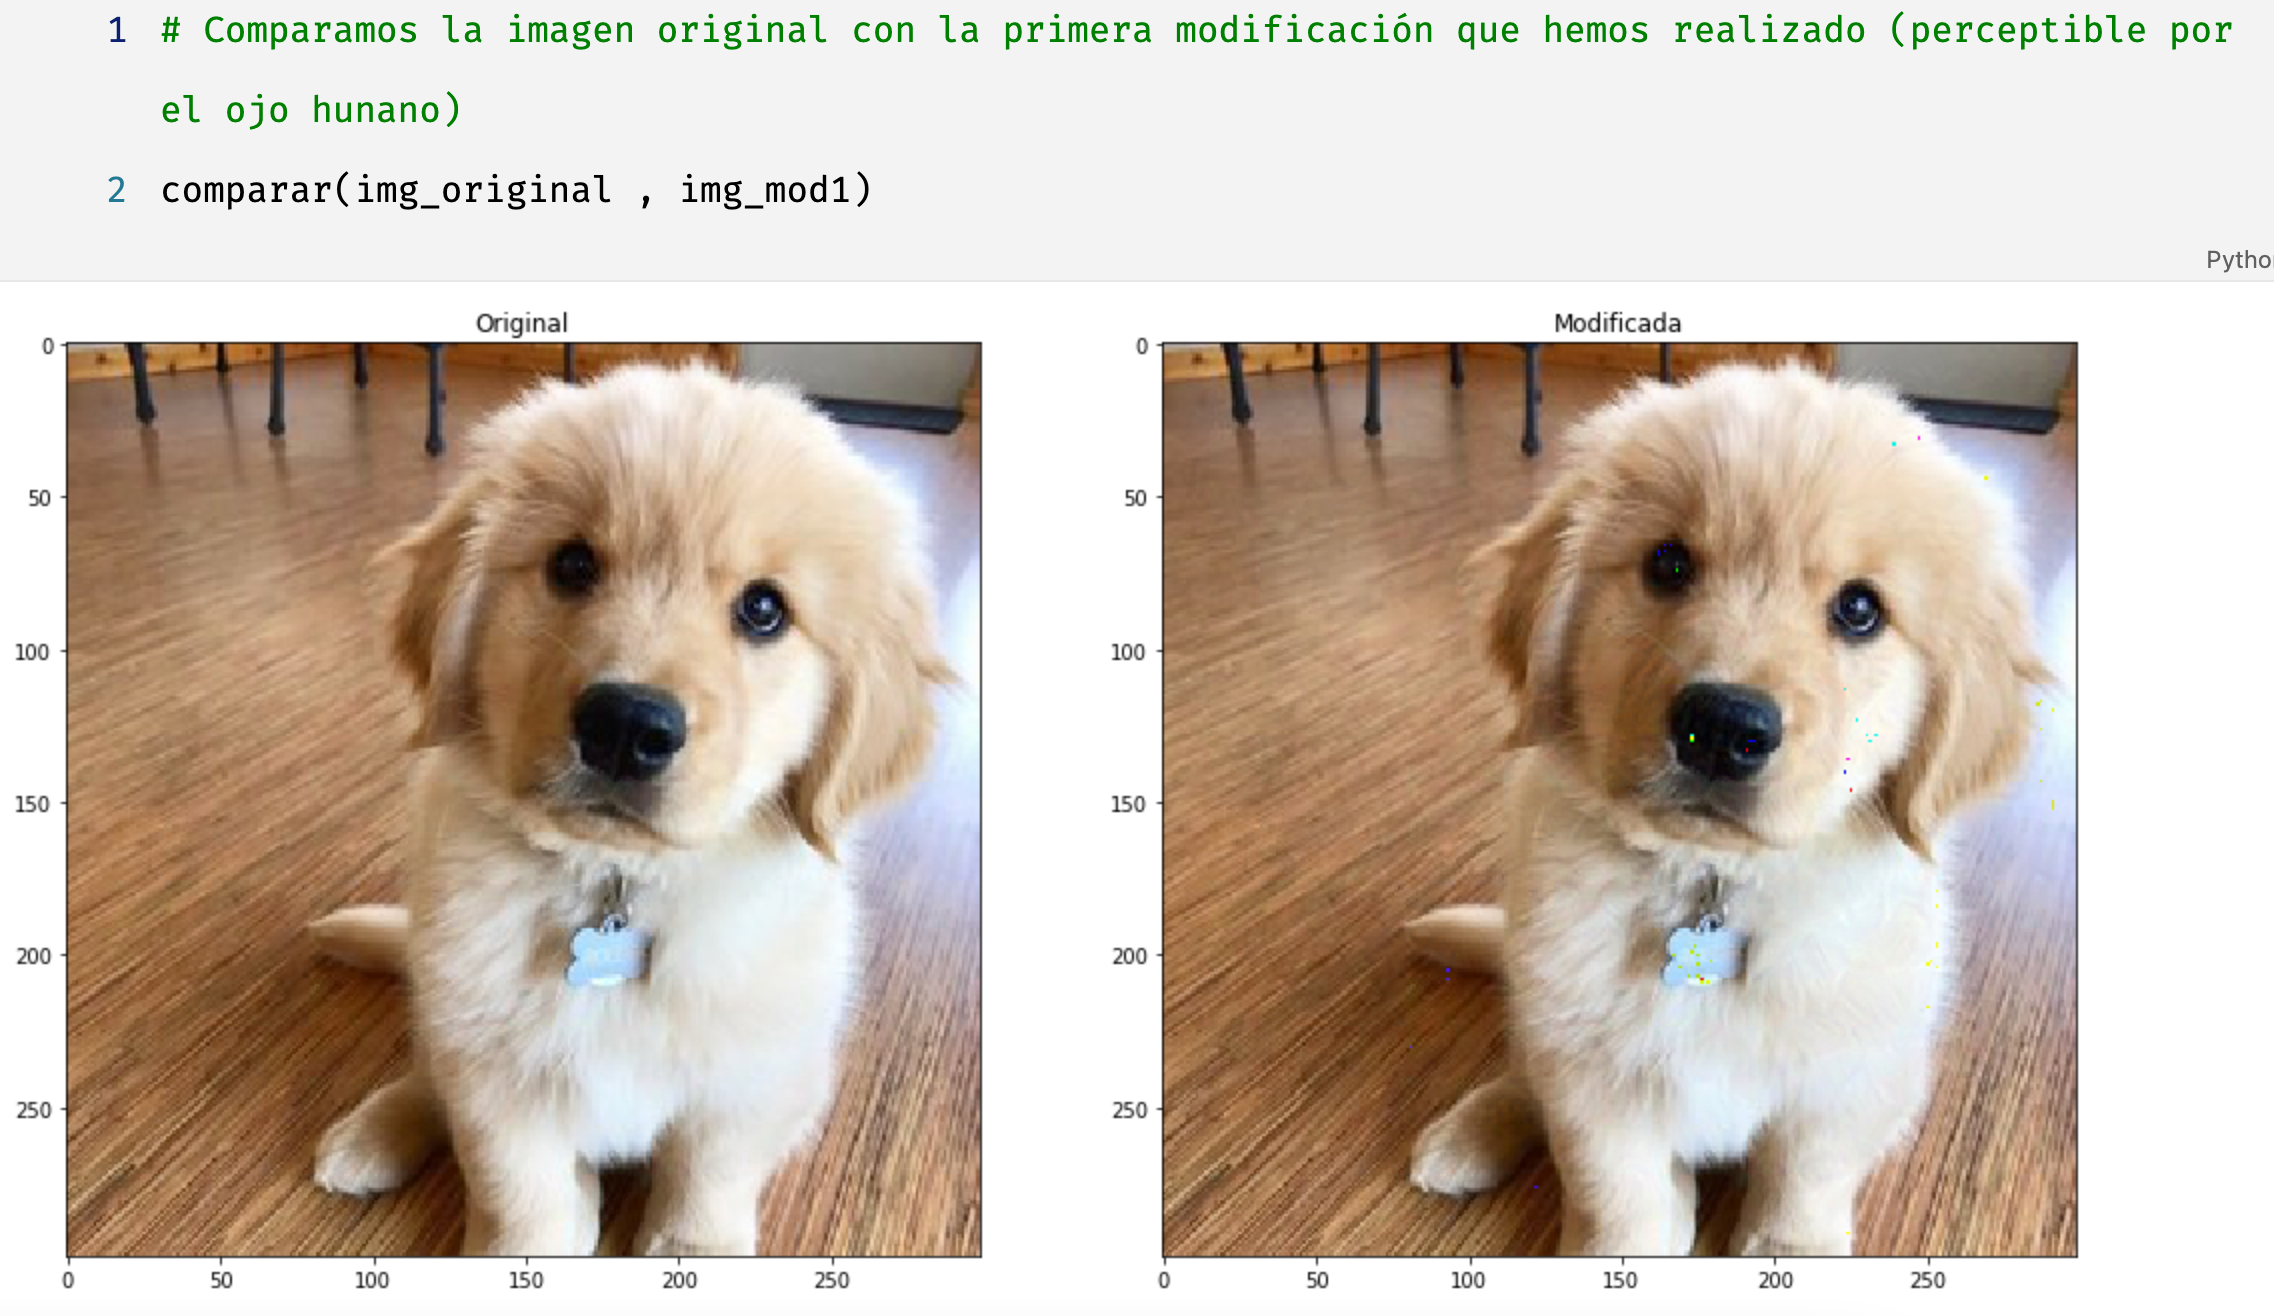 1 # Comparamos la imagen original con la primera modificación que hemos realizado (perceptible por
el ojo hunano)
2 comparar(img_original , img_mod1)
Pytho
Original
0
50
100
150
200
250
0 50 100 150 200 250
Modificada
0
50
100
150
200
250
0 50 100 150 200 250